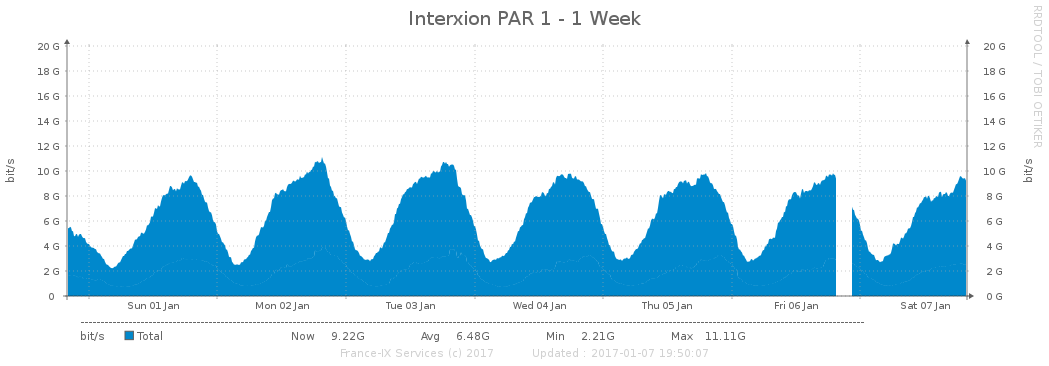 Interxion PAR 1 - 1 Week
RRDTOOL / TOBI OETIKER
bit/s
20 G 20 G
18 G 18 G
16 G 16 G
14 G 14 G
12 G 12 G
10 G 10 G
8 G 8 G
6 G 6 G
4 G 4 G
2 G 2 G
0 0 G
bit/s
Sun 01 Jan Mon 02 Jan Tue 03 Jan Wed 04 Jan Thu 05 Jan Fri 06 Jan Sat 07 Jan
bit/s Total Now 9.22G Avg 6.48G Min 2.21G Max 11.11G
France-IX Services (c) 2017 Updated : 2017-01-07 19:50:07